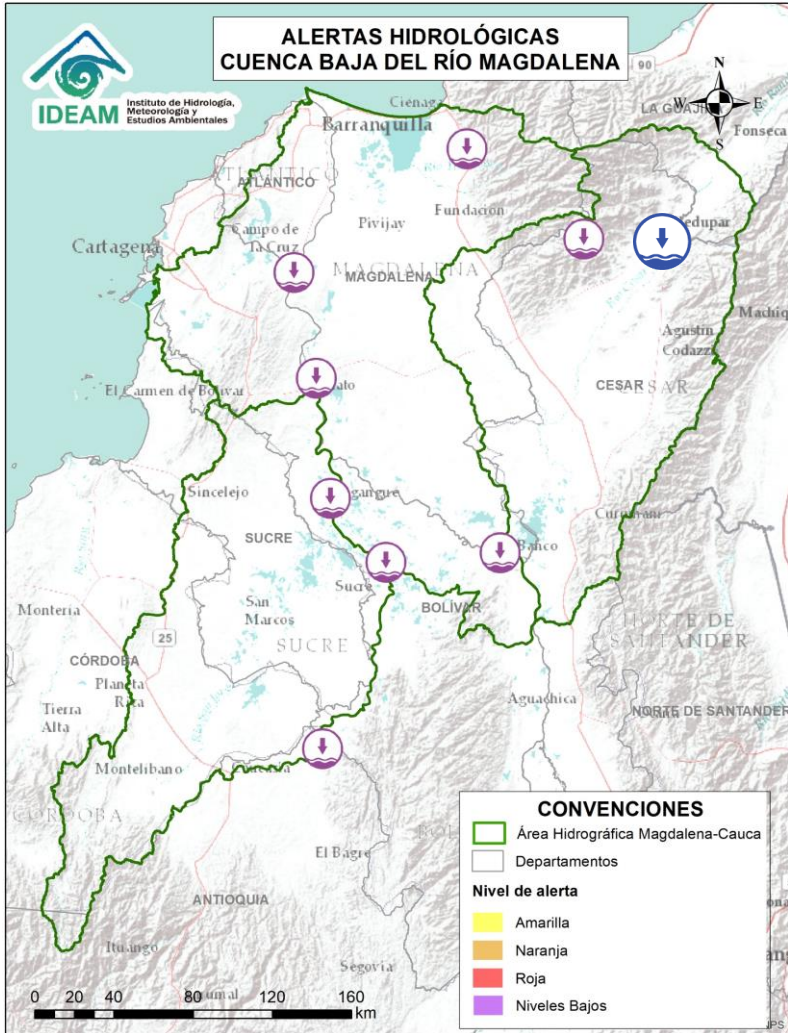 ALERTAS HIDROLÓGICAS
CUENCA BAJA DEL RÍO MAGDALENA
IDEAM
Instituto de Hidrología,
Meteorología y
Estudios Ambientales
N
W E
S
90
Ciénaga
LA GUAJIRA
Barranquilla
Fonseca
ATLÁNTICO
ATLÁNTICO
Fundación
Pivijay
Campo de
la Cruz
Cartagena
MAGDALENA
MAGDALENA
Agustín
Codazzi
CESAR
CESAR
El Carmen de Bolívar
Sincelejo
SUCRE
Banco
Sucre
BOLÍVAR
San
Marcos
SUCRE
Montería
25
NORTE DE
SANTANDER
CÓRDOBA
Planeta
Rica
Aguachica
NORTE DE SANTANDER
Tierra
Alta
Montelíbano
CÓRDOBA
El Bagre
ANTIOQUIA
Ituango
Segovia
0 20 40 80 120 160
km
CONVENCIONES
Área Hidrográfica Magdalena-Cauca
Departamentos
Nivel de alerta
Amarilla
Naranja
Roja
Niveles Bajos